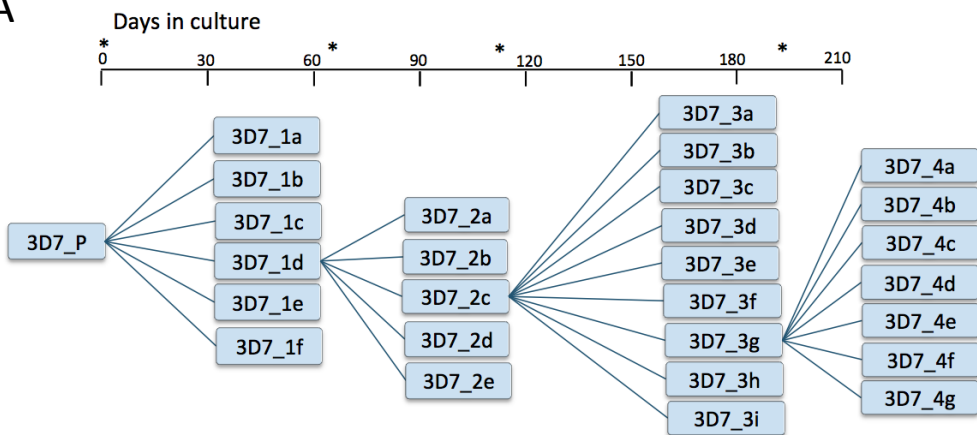 A
Days in culture
* * * *
0 30 60 90 120 150 180 210
3D7_P
3D7_1a
3D7_1b
3D7_1c
3D7_1d
3D7_1e
3D7_1f
3D7_2a
3D7_2b
3D7_2c
3D7_2d
3D7_2e
3D7_3a
3D7_3b
3D7_3c
3D7_3d
3D7_3e
3D7_3f
3D7_3g
3D7_3h
3D7_3i
3D7_4a
3D7_4b
3D7_4c
3D7_4d
3D7_4e
3D7_4f
3D7_4g